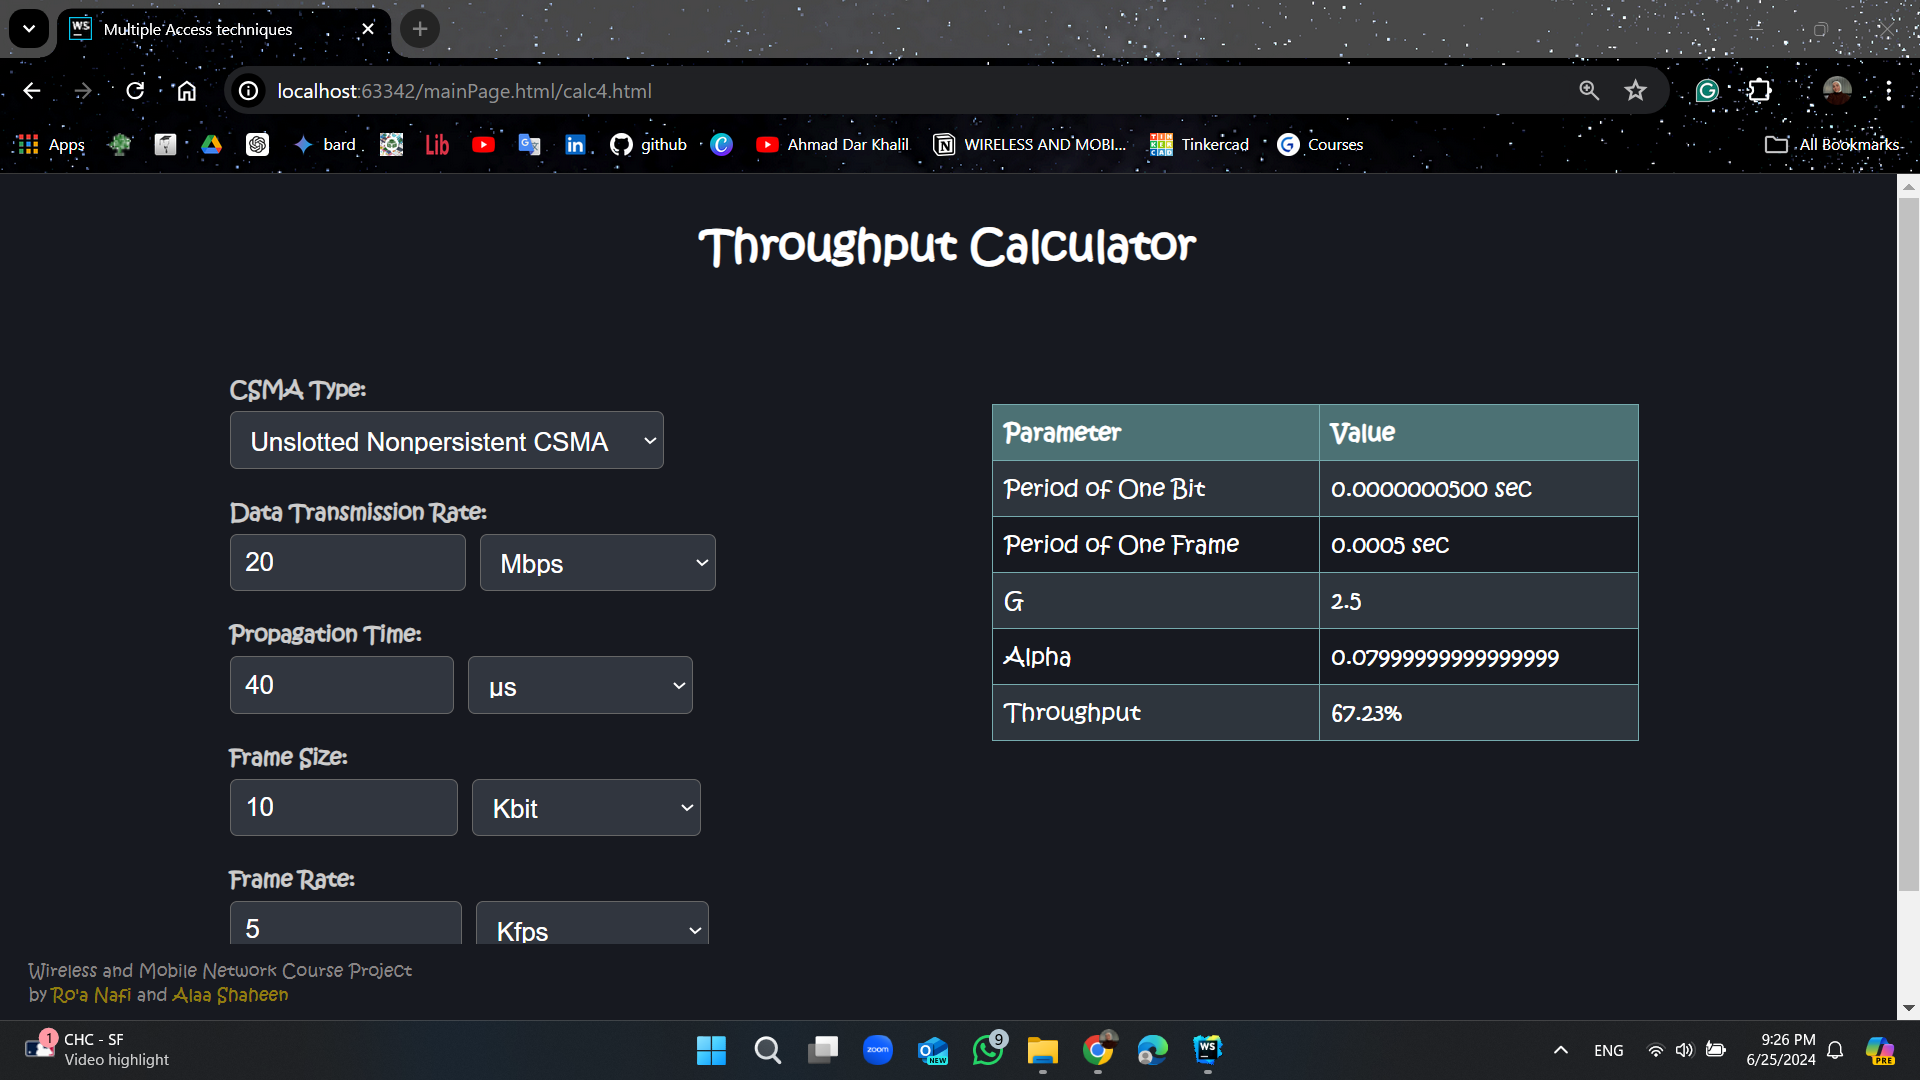 Multiple Access techniques
localhost:63342/mainPage.html/calc4.html
Apps bard Lib github Ahmad Dar Khalil WIRELESS AND MOBI... Tinkercad Courses All Bookmarks
Throughput Calculator
CSMA Type:
Unslotted Nonpersistent CSMA
Data Transmission Rate:
20 Mbps
Propagation Time:
40 µs
Frame Size:
10 Kbit
Frame Rate:
5 Kfps
Parameter Value
Period of One Bit 0.0000000500 sec
Period of One Frame 0.0005 sec
G 2.5
Alpha 0.07999999999999999
Throughput 67.23%
Wireless and Mobile Network Course Project
by Ro'a Nafi and Alaa Shaheen
1 CHC - SF
Video highlight
zoom
NEW
9
WS
ENG
9:26 PM
6/25/2024
PRE